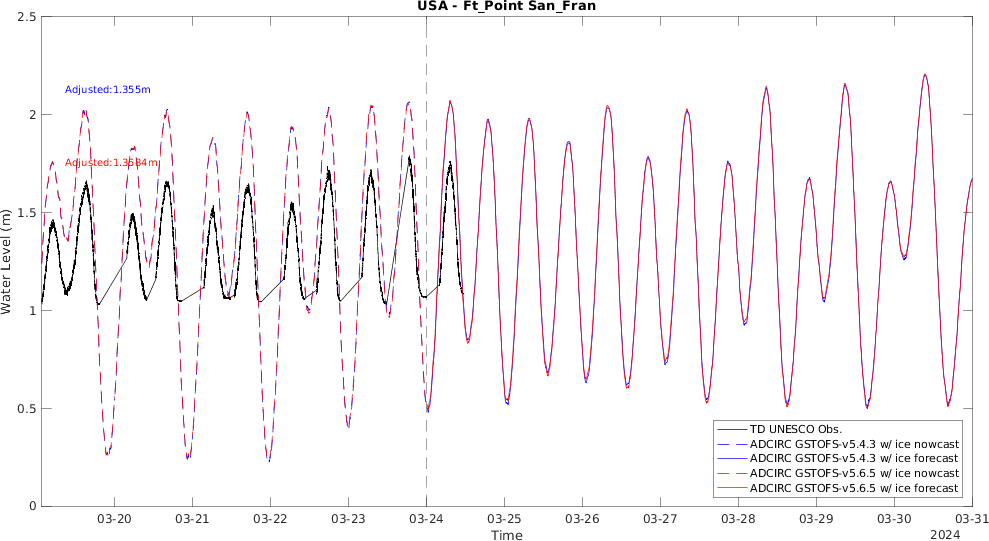 USA - Ft_Point San_Fran
2.5
2
1.5
1
0.5
0
Water Level (m)
Adjusted:1.355m
Adjusted:1.3584m
TD UNESCO Obs.
ADCIRC GSTOFS-v5.4.3 w/ ice nowcast
ADCIRC GSTOFS-v5.4.3 w/ ice forecast
ADCIRC GSTOFS-v5.6.5 w/ ice nowcast
ADCIRC GSTOFS-v5.6.5 w/ ice forecast
03-20 03-21 03-22 03-23 03-24 03-25 03-26 03-27 03-28 03-29 03-30 03-31
Time
2024